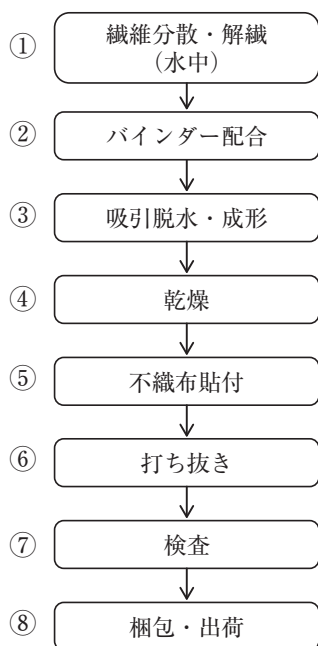 ① 繊維分散・解繊
（水中）
② バインダー配合
③ 吸引脱水・成形
④ 乾燥
⑤ 不織布貼付
⑥ 打ち抜き
⑦ 検査
⑧ 梱包・出荷